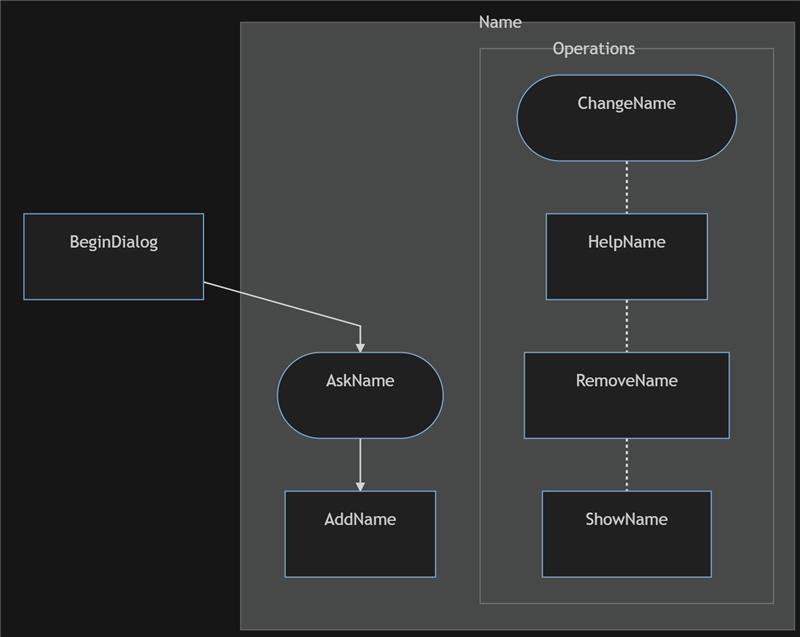 Name
Operations
ChangeName
BeginDialog
HelpName
AskName
RemoveName
AddName
ShowName